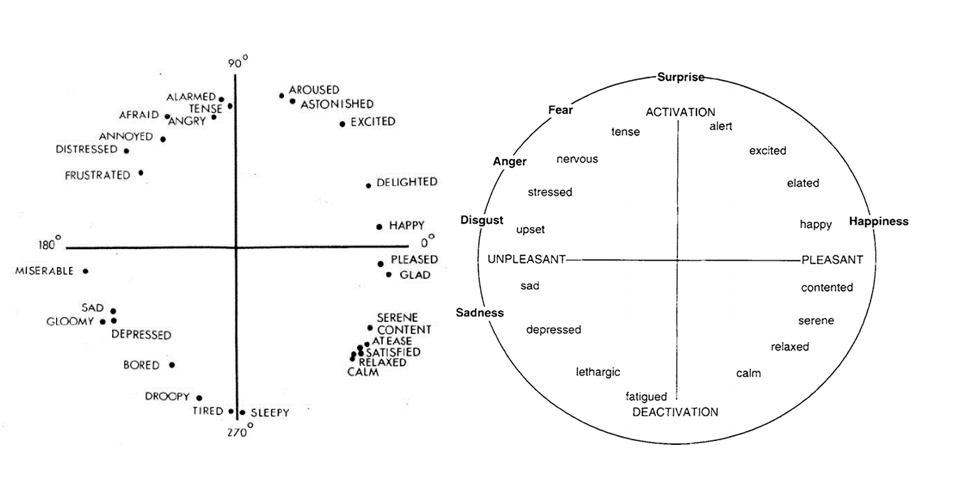 90°
ALARMED
AROUSED
TENSE
ASTONISHED
AFRAID
ANGRY
EXCITED
ANNOYED
DISTRESSED
FRUSTRATED
DELIGHTED
HAPPY
180°
0°
PLEASED
MISERABLE
GLAD
SAD
GLOOMY
DEPRESSED
SERENE
CONTENT
ATEASE
SATISFIED
RELAXED
CALM
BORED
DROOPY
TIRED
SLEEPY
270°
Surprise
Fear
ACTIVATION
tense
alert
Anger
nervous
excited
stressed
elated
Disgust
upset
happy
Happiness
UNPLEASANT
PLEASANT
sad
contented
Sadness
depressed
serene
relaxed
lethargic
calm
fatigued
DEACTIVATION